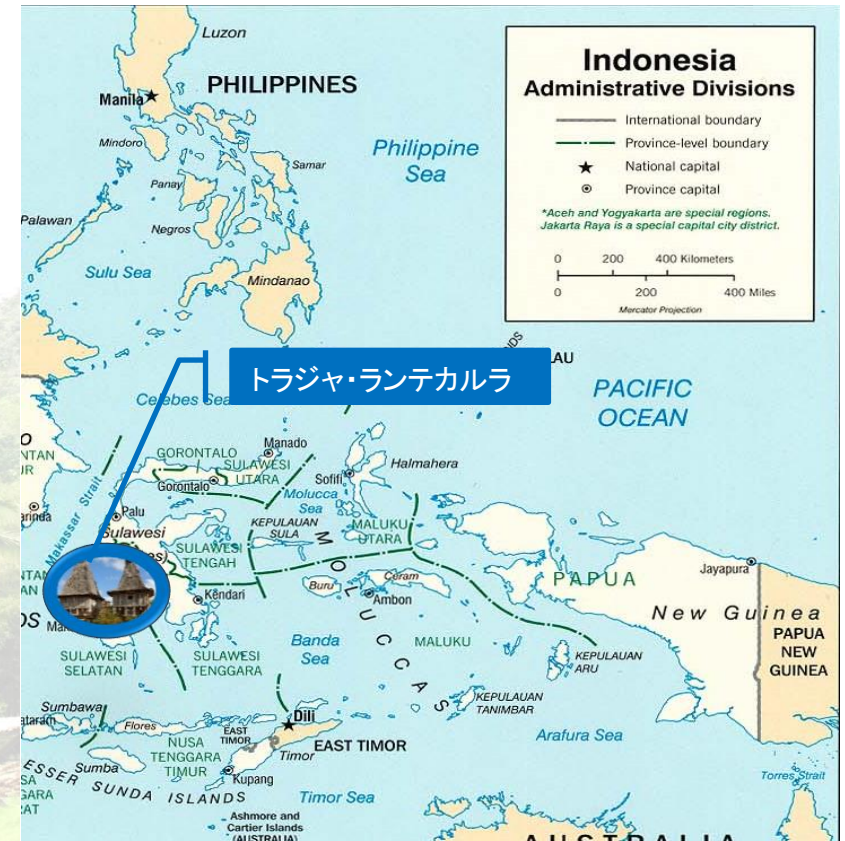 Luzon
PHILIPPINES
Manila
Mindoro
Philippine
Sea
Samar
Panay
Palawan
Negros
Sulu Sea
Mindanao
Indonesia
Administrative Divisions
International boundary
Province-level boundary
National capital
Province capital
*Aceh and Yogyakarta are special regions.
Jakarta Raya is a special capital city district.
0 200 400 Kilometers
0 200 400 Miles
Mercator Projection
トラジャ・ランテカルラ
AU
PACIFIC
OCEAN
Celebes Sea
Manado
GORONTALO
SULAWESI
UTARA
Gorontalo
Sofifi
Halmahera
Molucca
Sea
Makassar Strait
Palu
Sulawesi
KEPULAUAN
SULA
MALUKU
UTARA
SULAWESI
TENGAH
MOLUCCAS
Buru
Ceram
Ambon
Kendari
PAPUA
Jayapura
New Guinea
PAPUA
NEW
GUINEA
Banda
Sea
MALUKU
SULAWESI
SELATAN
SULAWESI
TENGGARA
KEPULAUAN
ARU
KEPULAUAN
TANIMBAR
Sumbawa
Flores
Dili
EAST
TIMOR
EAST TIMOR
Timor
NUSA
TENGGARA
TIMUR
Sumba
Kupang
Arafura Sea
Torres Strait
ESSER SUNDA ISLANDS
Timor Sea
Ashmore and
Cartier Islands
(AUSTRALIA)
AUSTRALIA